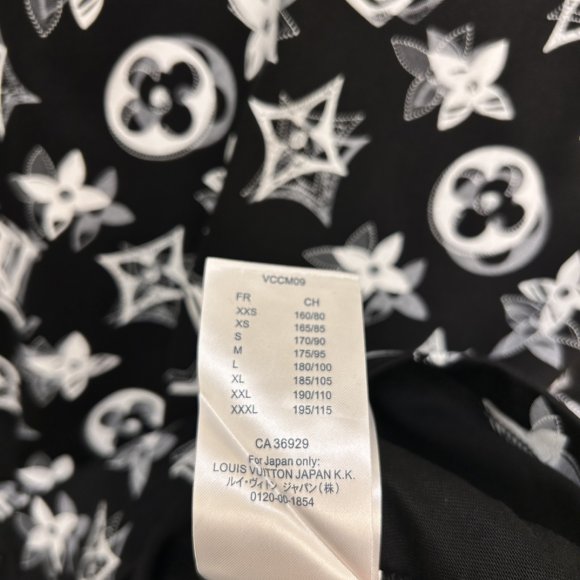 VCCM09
FR CH
XXS 160/80
XS 165/85
S 170/90
M 175/95
L 180/100
XL 185/105
XXL 190/110
XXXL 195/115
CA 36929
For Japan only:
LOUIS VUITTON JAPAN K.K.
ルイ・ヴィトン ジャパン(株)
0120-00-1854